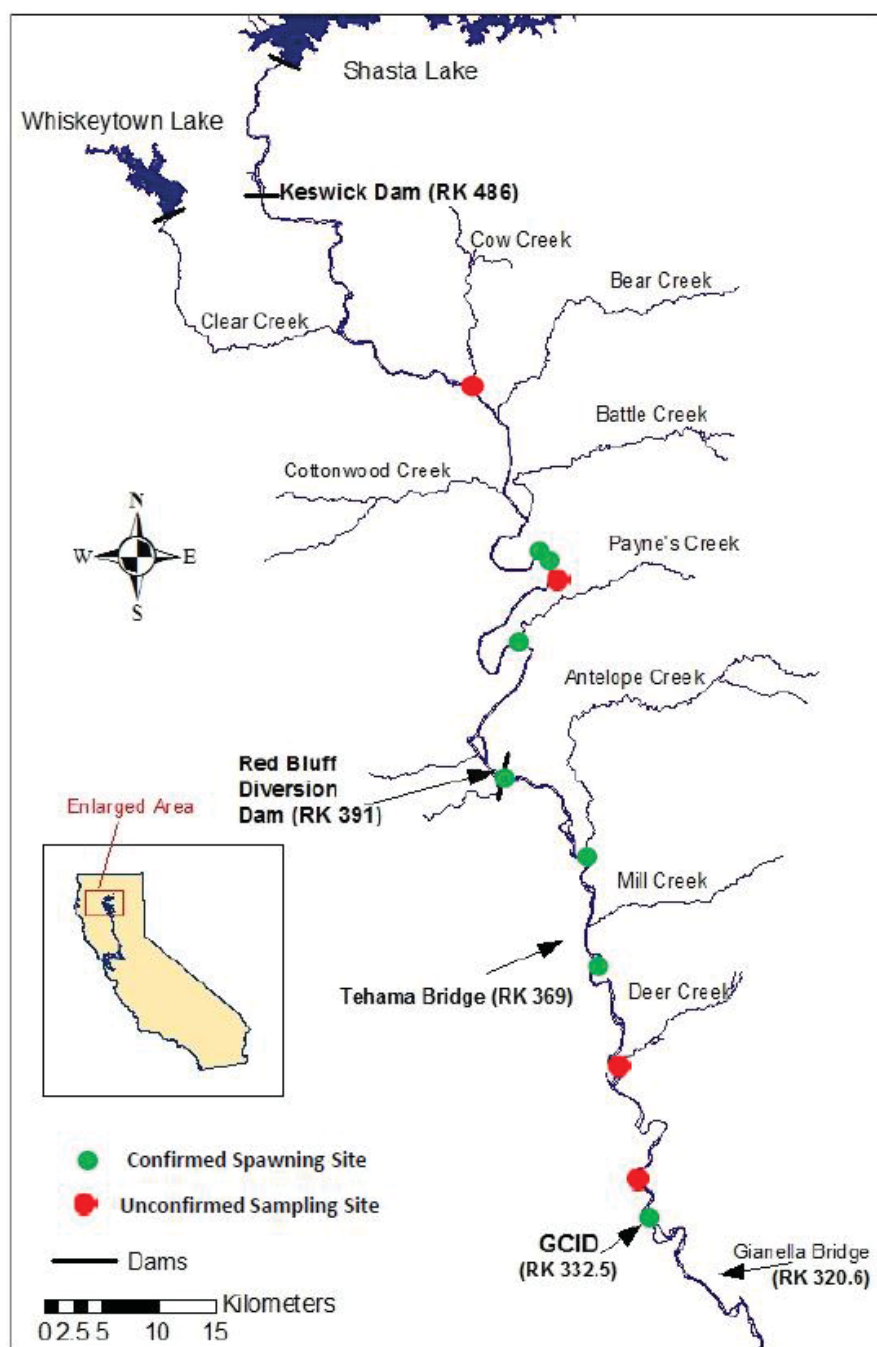 Shasta Lake
Whiskeytown Lake
Keswick Dam (RK 486)
Cow Creek
Bear Creek
Clear Creek
Battle Creek
Cottonwood Creek
N
W
E
S
Payne's Creek
Antelope Creek
Red Bluff
Diversion
Dam (RK 391)
Enlarged Area
Mill Creek
Tehama Bridge (RK 369)
Deer Creek
Confirmed Spawning Site
Unconfirmed Sampling Site
GCID
(RK 332.5)
Gianella Bridge
(RK 320.6)
Dams
Kilometers
0 2.5 5 10 15